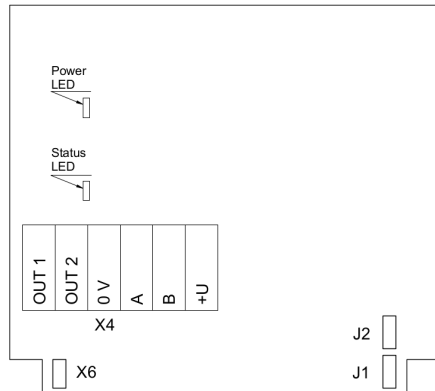 Power
LED
Status
LED
OUT 1
OUT 2
0 V
A
B
+U
X4
J2
X6
J1